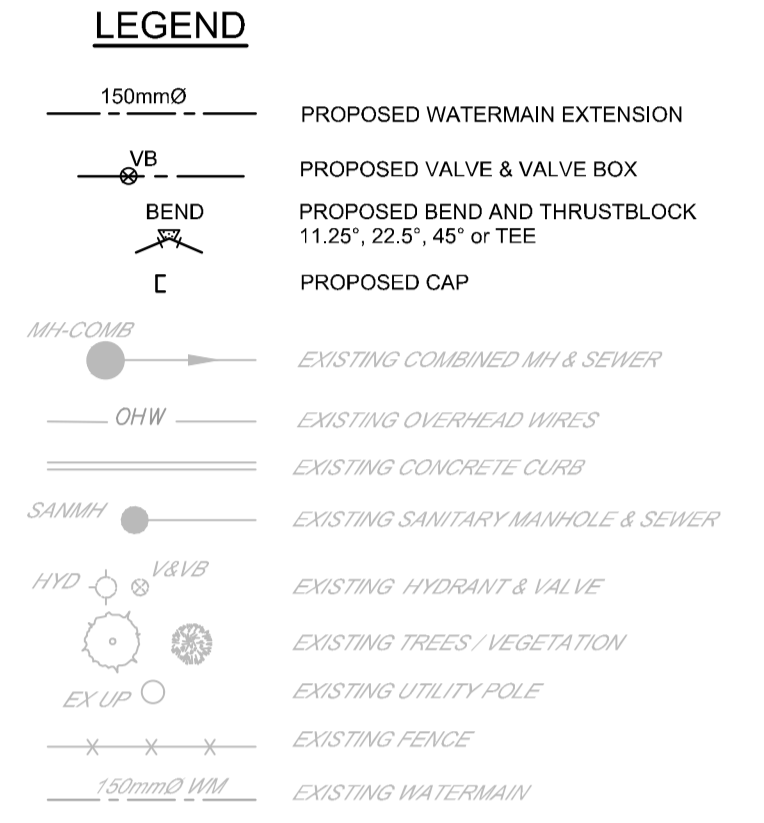 LEGEND
150mmØ
PROPOSED WATERMAIN EXTENSION
VB
PROPOSED VALVE & VALVE BOX
BEND
PROPOSED BEND AND THRUSTBLOCK
11.25°, 22.5°, 45° or TEE
PROPOSED CAP
MH-COMB
EXISTING COMBINED MH & SEWER
OHW
EXISTING OVERHEAD WIRES
EXISTING CONCRETE CURB
SANMH
EXISTING SANITARY MANHOLE & SEWER
HYD
V&VB
EXISTING HYDRANT & VALVE
EXISTING TREES / VEGETATION
EX UP
EXISTING UTILITY POLE
EXISTING FENCE
150mmØ WM
EXISTING WATERMAIN